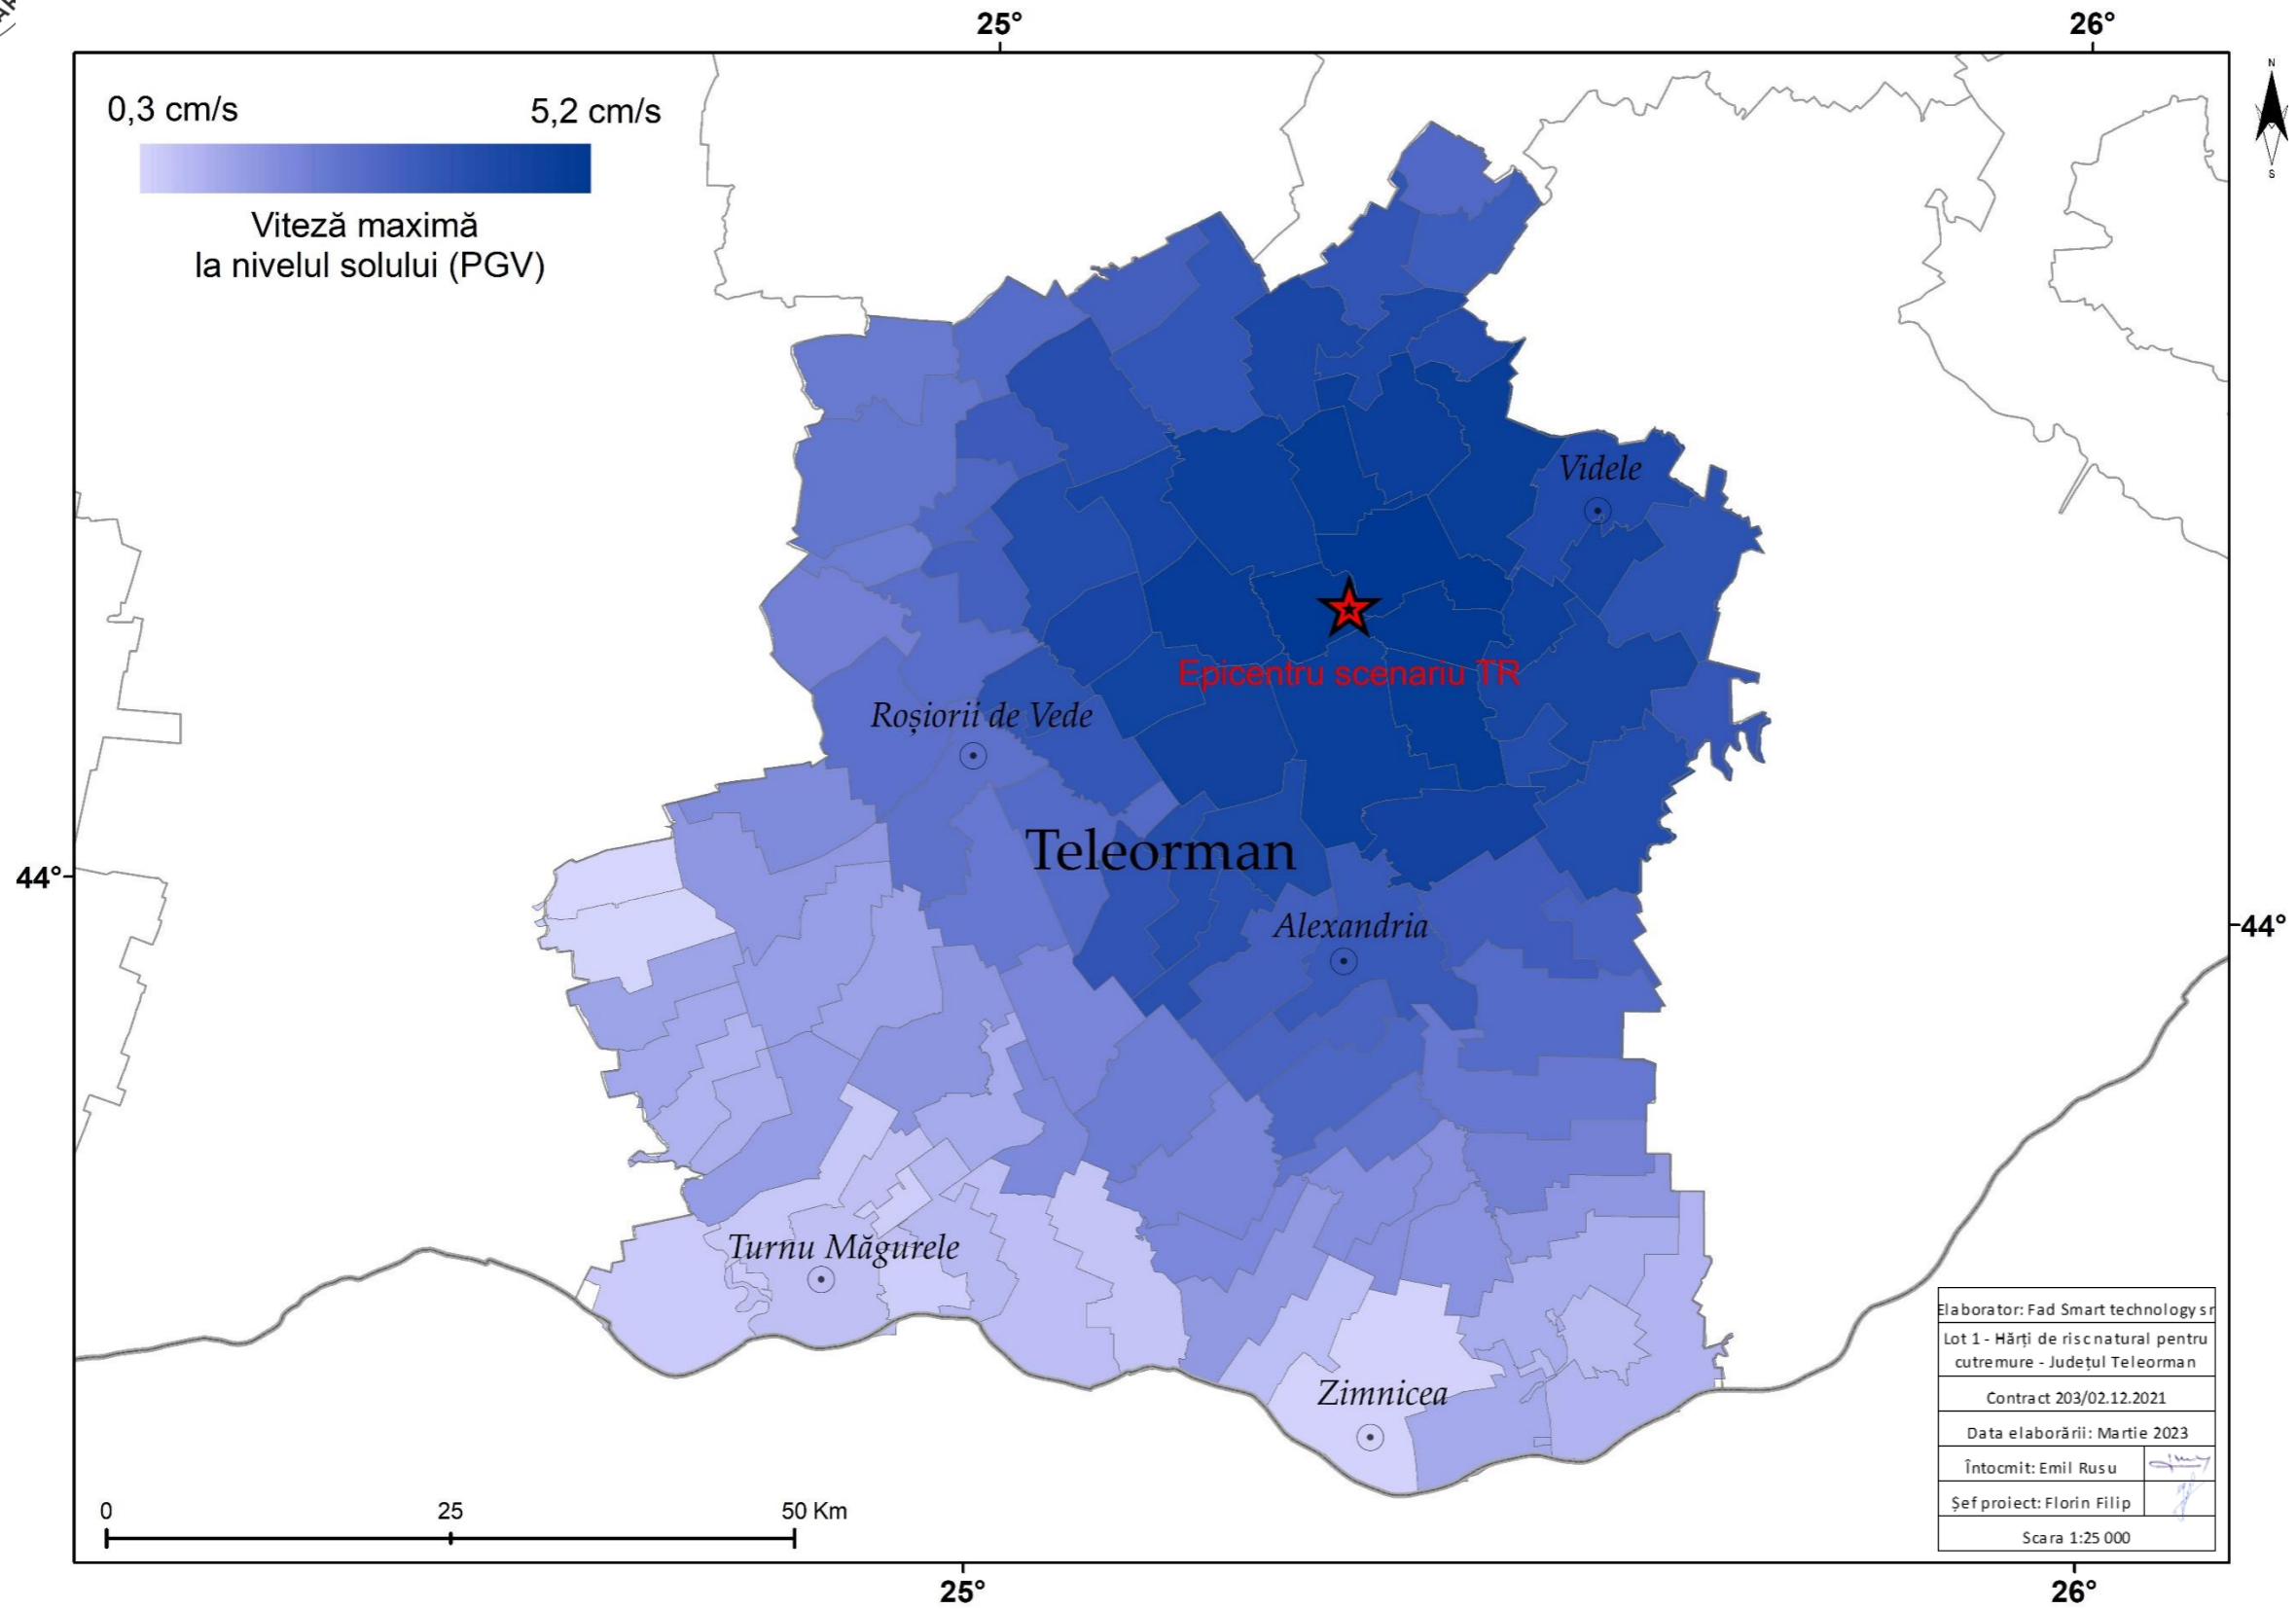 25°
26°
0,3 cm/s
5,2 cm/s
Viteză maximă
la nivelul solului (PGV)
N
S
Videle
Epicentru scenariu TR
Roșiorii de Vede
Teleorman
44°
Alexandria
44°
Turnu Măgurele
Zimnicea
Elaborator: Fad Smart technology sr
Lot 1 - Hărți de risc natural pentru
cutremure - Județul Teleorman
Contract 203/02.12.2021
Data elaborării: Martie 2023
Întocmit: Emil Rusu
Șef proiect: Florin Filip
Scara 1:25 000
0
25
50 Km
25°
26°